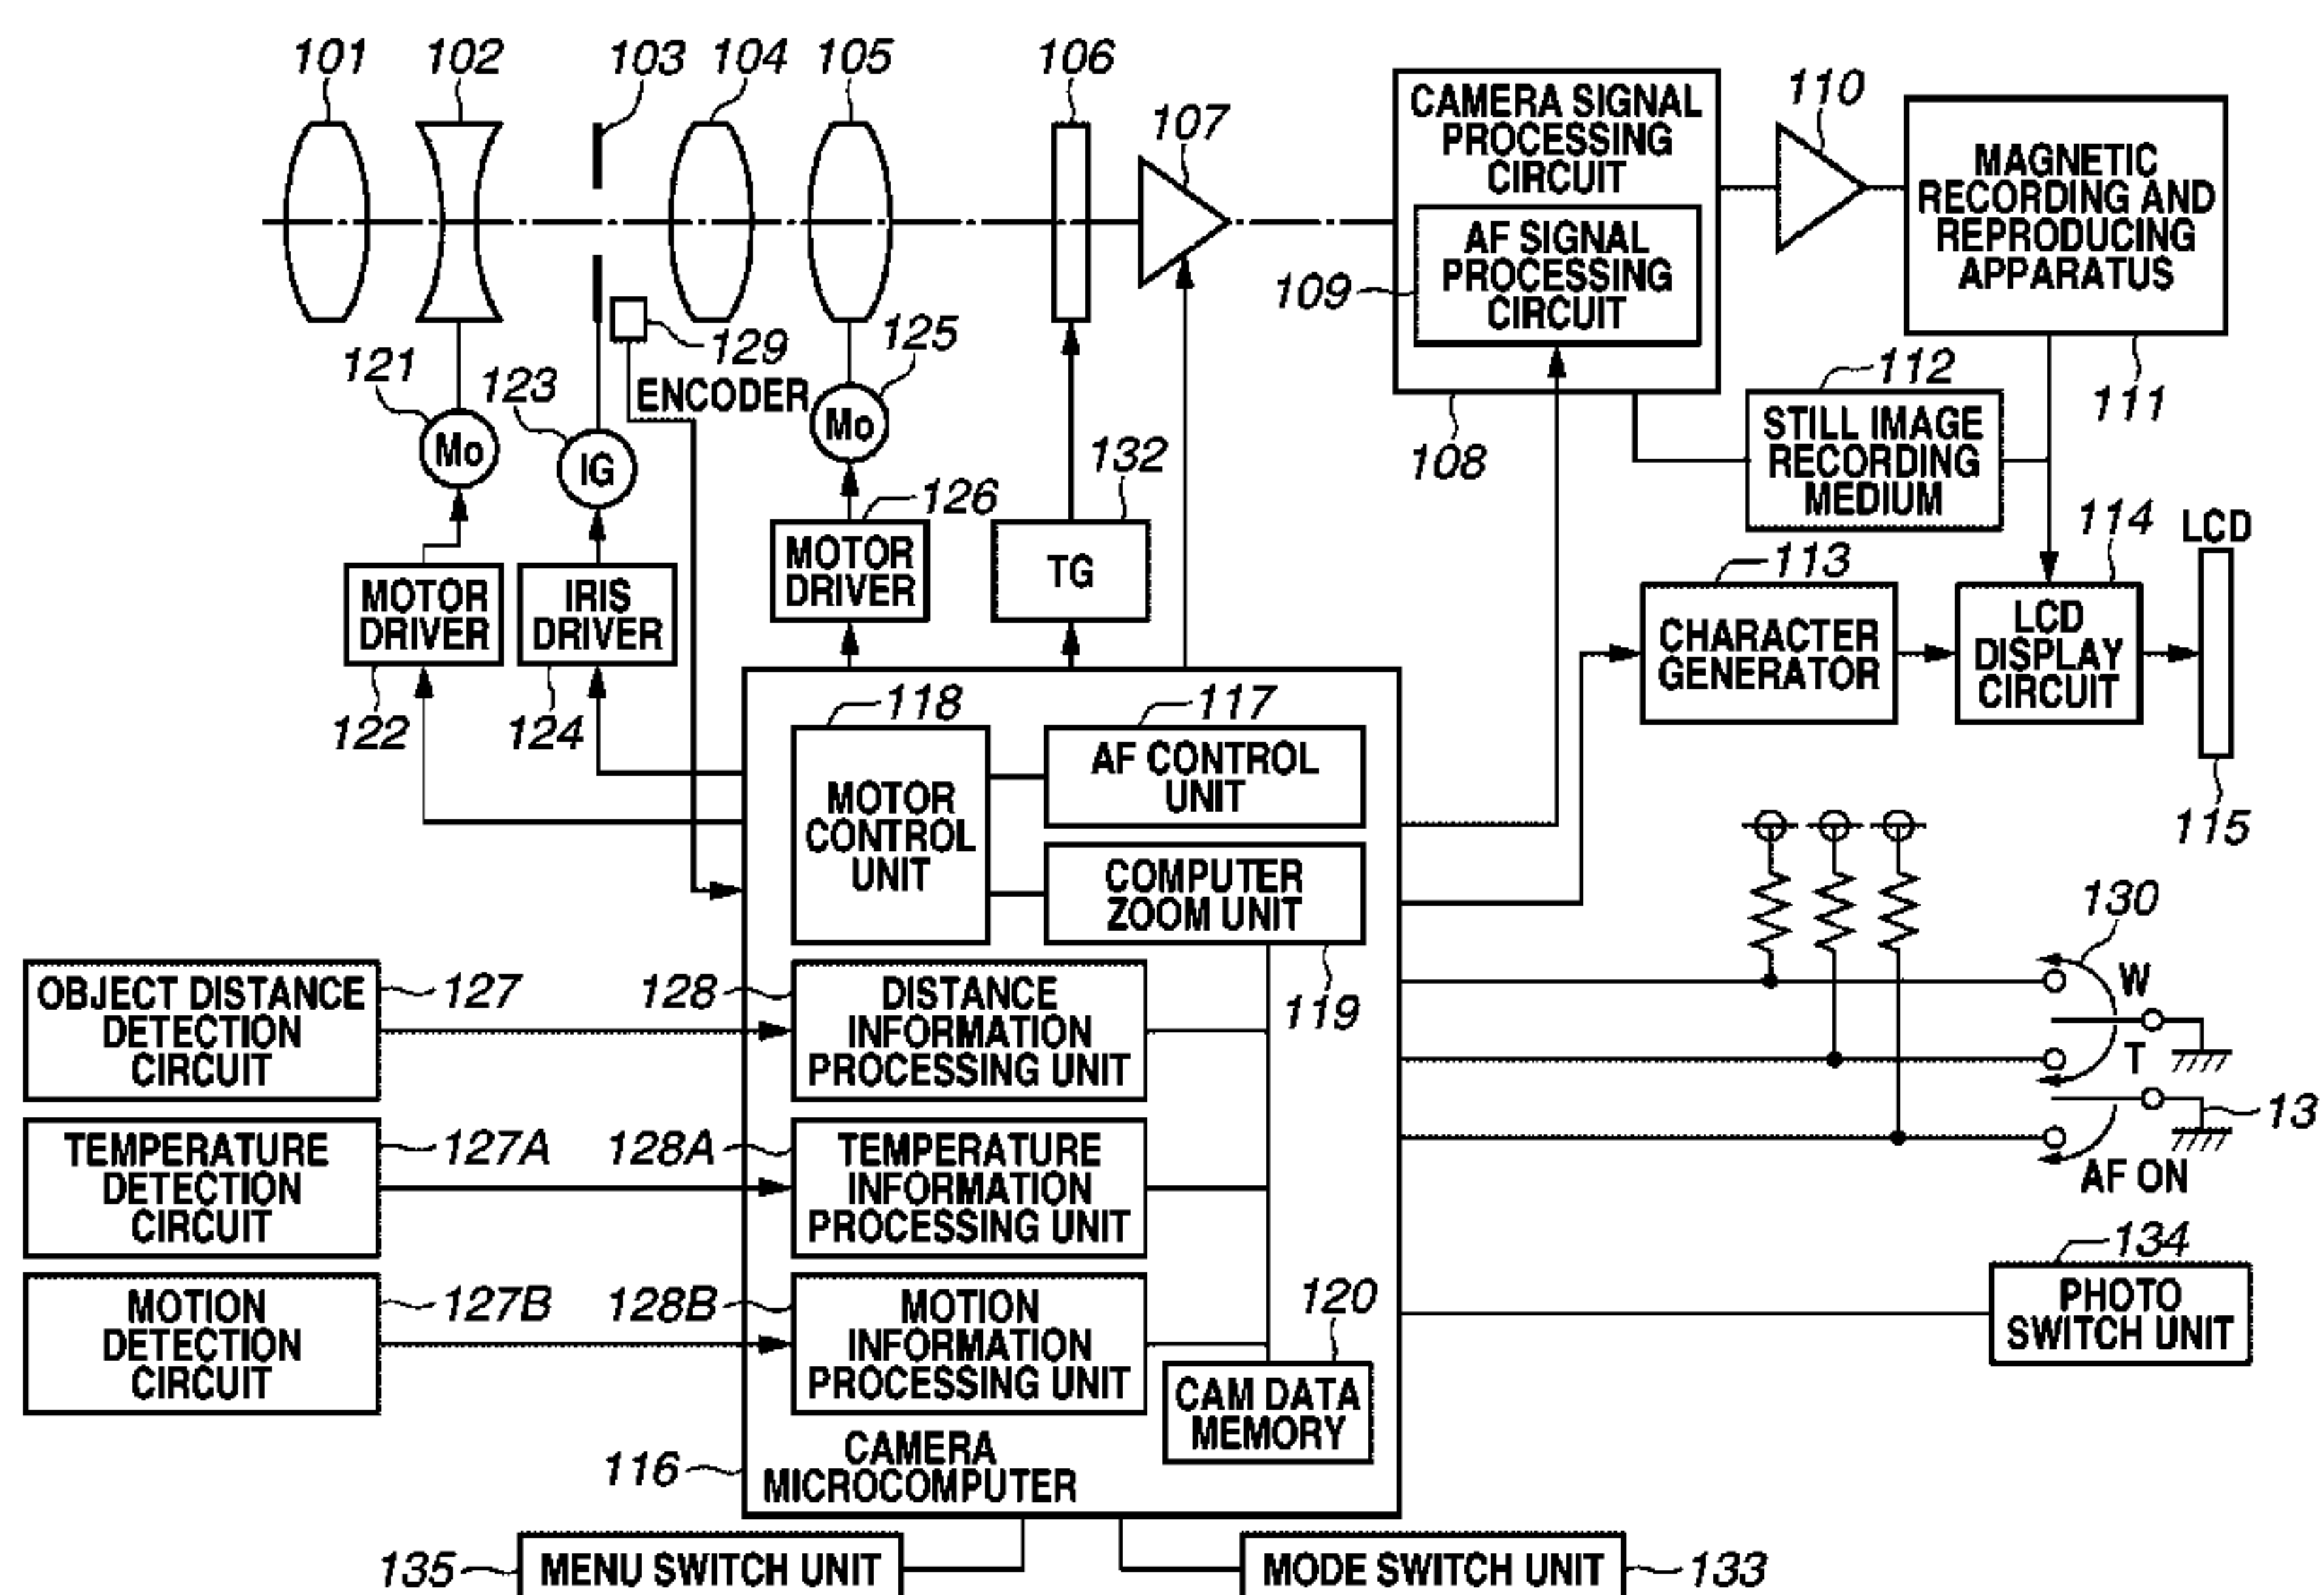 101
102
103
104
105
106
107
CAMERA SIGNAL
PROCESSING
CIRCUIT
110
MAGNETIC
RECORDING AND
REPRODUCING
APPARATUS
109
AF SIGNAL
PROCESSING
CIRCUIT
121
Mo
123
IG
129
ENCODER
125
Mo
108
112
STILL IMAGE
RECORDING
MEDIUM
111
126
132
MOTOR
DRIVER
IRIS
DRIVER
MOTOR
DRIVER
TG
122
124
113
CHARACTER
GENERATOR
114
LCD
DISPLAY
CIRCUIT
LCD
115
118
MOTOR
CONTROL
UNIT
117
AF CONTROL
UNIT
COMPUTER
ZOOM UNIT
119
130
W
T
13
AF ON
OBJECT DISTANCE
DETECTION
CIRCUIT
127
128
DISTANCE
INFORMATION
PROCESSING UNIT
TEMPERATURE
DETECTION
CIRCUIT
127A
128A
TEMPERATURE
INFORMATION
PROCESSING UNIT
MOTION
DETECTION
CIRCUIT
127B
128B
MOTION
INFORMATION
PROCESSING UNIT
120
CAM DATA
MEMORY
134
PHOTO
SWITCH UNIT
116
CAMERA
MICROCOMPUTER
135
MENU SWITCH UNIT
MODE SWITCH UNIT
133